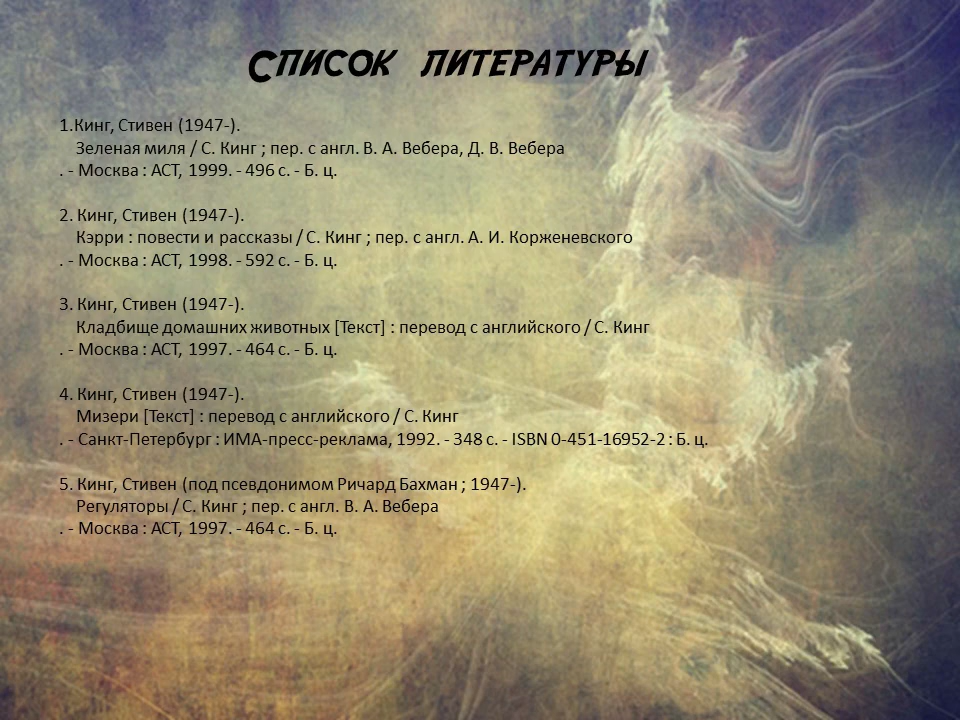 Список литературы
1.Кинг, Стивен (1947-).
Зеленая миля / С. Кинг ; пер. с англ. В. А. Вебера, Д. В. Вебера
. - Москва : АСТ, 1999. - 496 с. - Б. ц.
2. Кинг, Стивен (1947-).
Кэрри : повести и рассказы / С. Кинг ; пер. с англ. А. И. Корженевского
. - Москва : АСТ, 1998. - 592 с. - Б. ц.
3. Кинг, Стивен (1947-).
Кладбище домашних животных [Текст] : перевод с английского / С. Кинг
. - Москва : АСТ, 1997. - 464 с. - Б. ц.
4. Кинг, Стивен (1947-).
Мизери [Текст] : перевод с английского / С. Кинг
. - Санкт-Петербург : ИМА-пресс-реклама, 1992. - 348 с. - ISBN 0-451-16952-2 : Б. ц.
5. Кинг, Стивен (под псевдонимом Ричард Бахман ; 1947-).
Регуляторы / С. Кинг ; пер. с англ. В. А. Вебера
. - Москва : АСТ, 1997. - 464 с. - Б. ц.